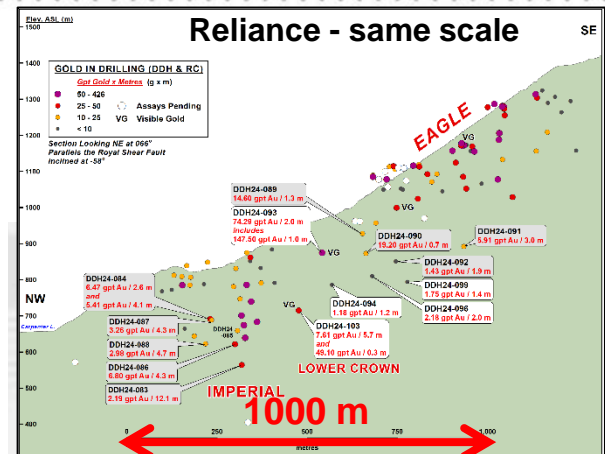 Elev. ASL (m)
Reliance - same scale
SE
GOLD IN DRILLING (DDH & RC)
Gpt Gold x Metres (g x m)
50 - 426
25 - 50
Assays Pending
10 - 25
VG Visible Gold
< 10
Section Looking NE at 066°
Parallels the Royal Shear Fault
Inclined at -58°
1400
1300
1200
1100
1000
900
800
700
600
500
400
EAGLE
VG
VG
VG
VG
DDH24-089
14.60 gpt Au / 1.3 m
DDH24-093
74.29 gpt Au / 2.0 m
Includes
147.50 gpt Au / 1.0 m
DDH24-090
19.20 gpt Au / 0.7 m
DDH24-091
5.91 gpt Au / 3.0 m
DDH24-092
1.43 gpt Au / 1.9 m
DDH24-099
1.75 gpt Au / 1.4 m
DDH24-096
2.16 gpt Au / 2.0 m
DDH24-094
1.18 gpt Au / 1.2 m
DDH24-103
7.61 gpt Au / 5.7 m
and
49.10 gpt Au / 0.3 m
LOWER CROWN
NW
Carpenter L.
DDH24-084
6.47 gpt Au / 2.6 m
and
5.41 gpt Au / 4.1 m
DDH24-087
3.26 gpt Au / 4.3 m
DDH24-088
2.98 gpt Au / 4.7 m
DDH24-086
6.80 gpt Au / 4.3 m
DDH24-083
2.19 gpt Au / 12.1 m
DDH24
IMPERIAL
1000 m
0
250
500
750
1,000
metres